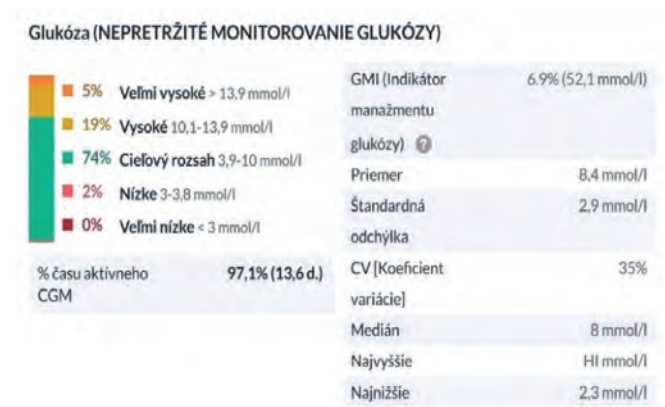 Glukóza (NEPRETRŽITÉ MONITOROVANIE GLUKÓZY)
5% Veľmi vysoké > 13,9 mmol/l
19% Vysoké 10,1-13,9 mmol/l
74% Cieľový rozsah 3,9-10 mmol/l
2% Nízke 3-3,8 mmol/l
0% Veľmi nízke < 3 mmol/l
% času aktívneho 97,1% (13,6 d.)
CGM
GMI (Indikátor 6.9% (52,1 mmol/l)
manažmentu
glukózy) ?
Priemer 8,4 mmol/l
Štandardná 2,9 mmol/l
odchýlka
CV [Koeficient 35%
variácie]
Medián 8 mmol/l
Najvyššie HI mmol/l
Najnižšie 2,3 mmol/l